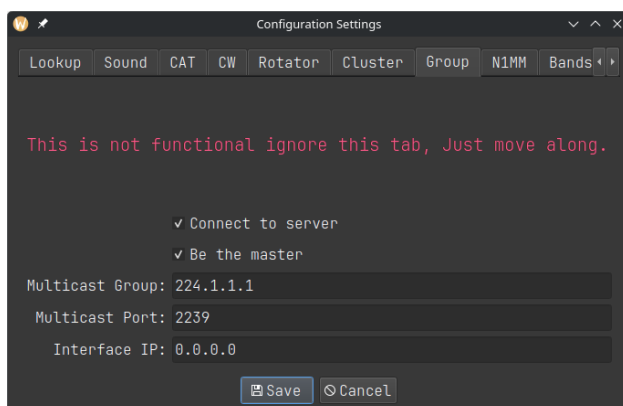 Configuration Settings
Lookup Sound CAT CW Rotator Cluster Group N1MM Bands
This is not functional ignore this tab, Just move along.
Connect to server
Be the master
Multicast Group: 224.1.1.1
Multicast Port: 2239
Interface IP: 0.0.0.0
Save Cancel